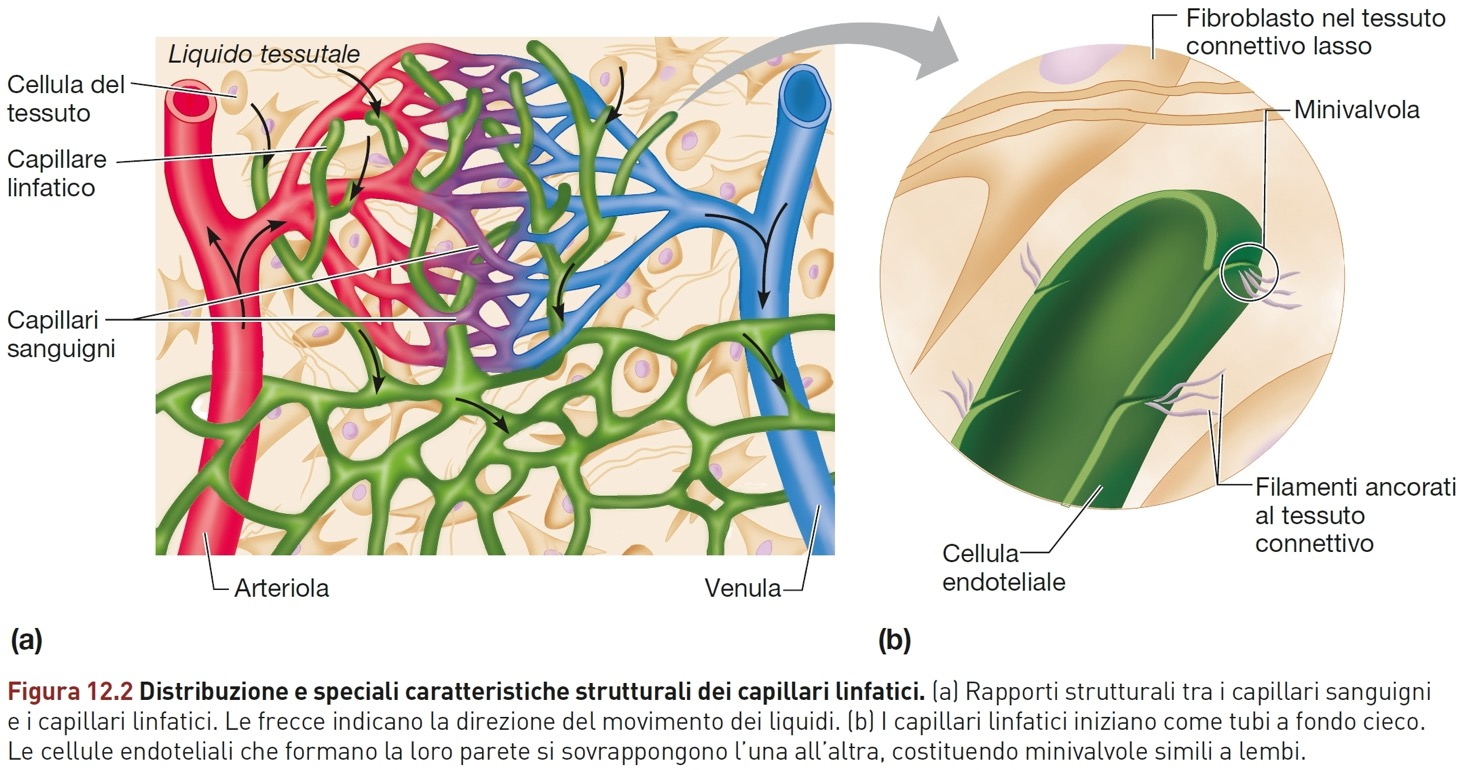 Liquido tessutale
Cellula del
tessuto
Capillare
linfatico
Capillari
sanguigni
Arteriola
Venula
(a)
Fibroblasto nel tessuto
connettivo lasso
Minivalvola
Filamenti ancorati
al tessuto
connettivo
Cellula
endoteliale
(b)
Figura 12.2 Distribuzione e speciali caratteristiche strutturali dei capillari linfatici. (a) Rapporti strutturali tra i capillari sanguigni
e i capillari linfatici. Le frecce indicano la direzione del movimento dei liquidi. (b) I capillari linfatici iniziano come tubi a fondo cieco.
Le cellule endoteliali che formano la loro parete si sovrappongono l'una all'altra, costituendo minivalvole simili a lembi.